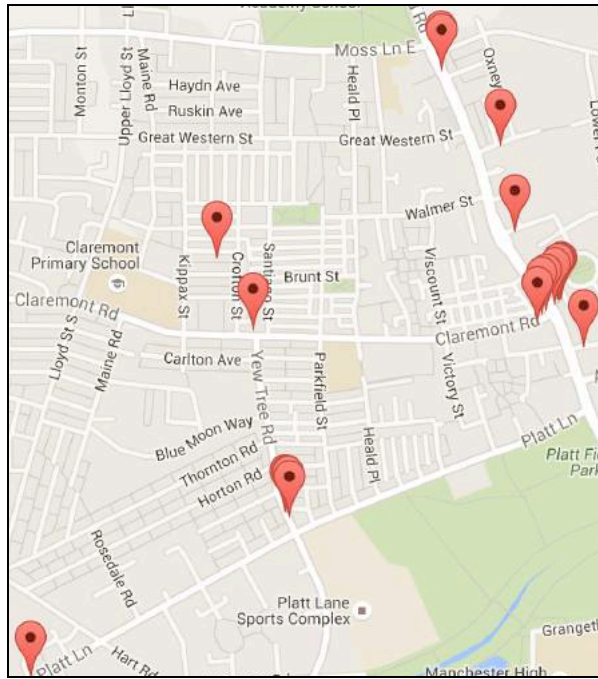 Moss Ln E
Oxney
Monton St
Upper Lloyd St
Maine Rd
Haydn Ave
Heald Pl
Ruskin Ave
Great Western St
Great Western St
Walmer St
Claremont
Primary School
Kippax St
Crofton St
Santiago St
Brunt St
Viscount St
Claremont Rd
Claremont Rd
Lloyd St S
Maine Rd
Carlton Ave
Yew Tree Rd
Parkfield St
Victory St
Platt Ln
Blue Moon Way
Thornton Rd
Horton Rd
Heald Pl
Rosedale Rd
Platt Lane
Sports Complex
Platt Ln
Hart Rd
Manchester High